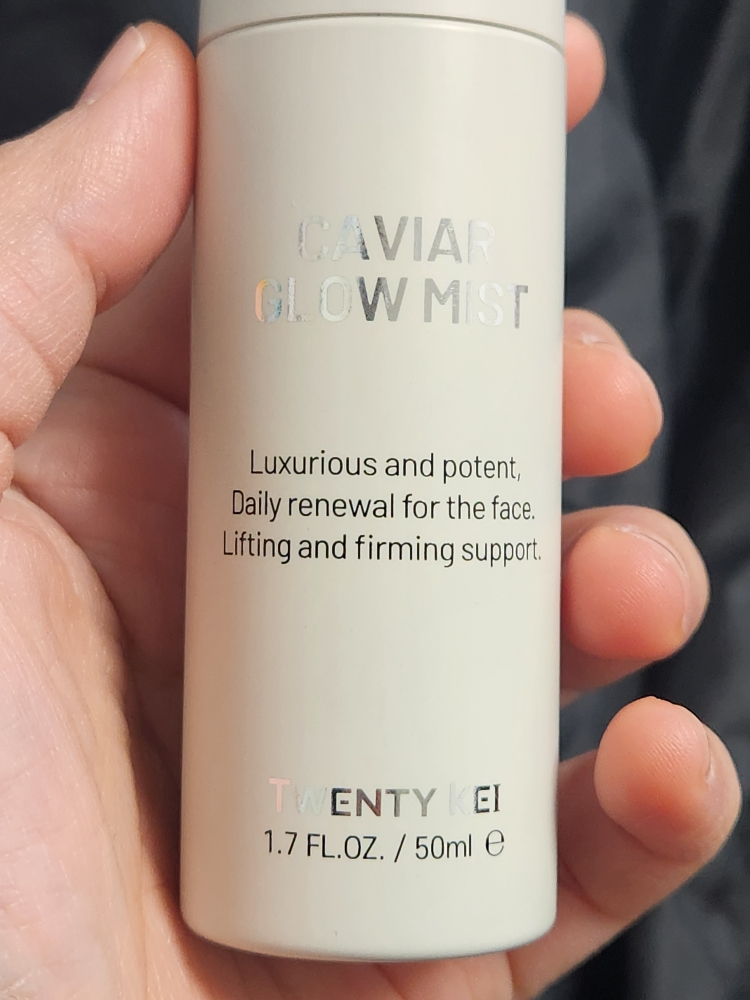 CAVIAR
GLOW MIST
Luxurious and potent,
Daily renewal for the face.
Lifting and firming support.
TWENTY KEI
1.7 FL.OZ. / 50ml ℮